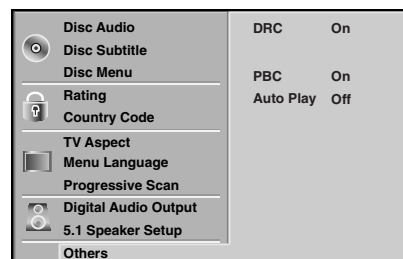 Disc Audio
Disc Subtitle
Disc Menu
Rating
Country Code
TV Aspect
Menu Language
Progressive Scan
Digital Audio Output
5.1 Speaker Setup
Others
DRC On
PBC On
Auto Play Off